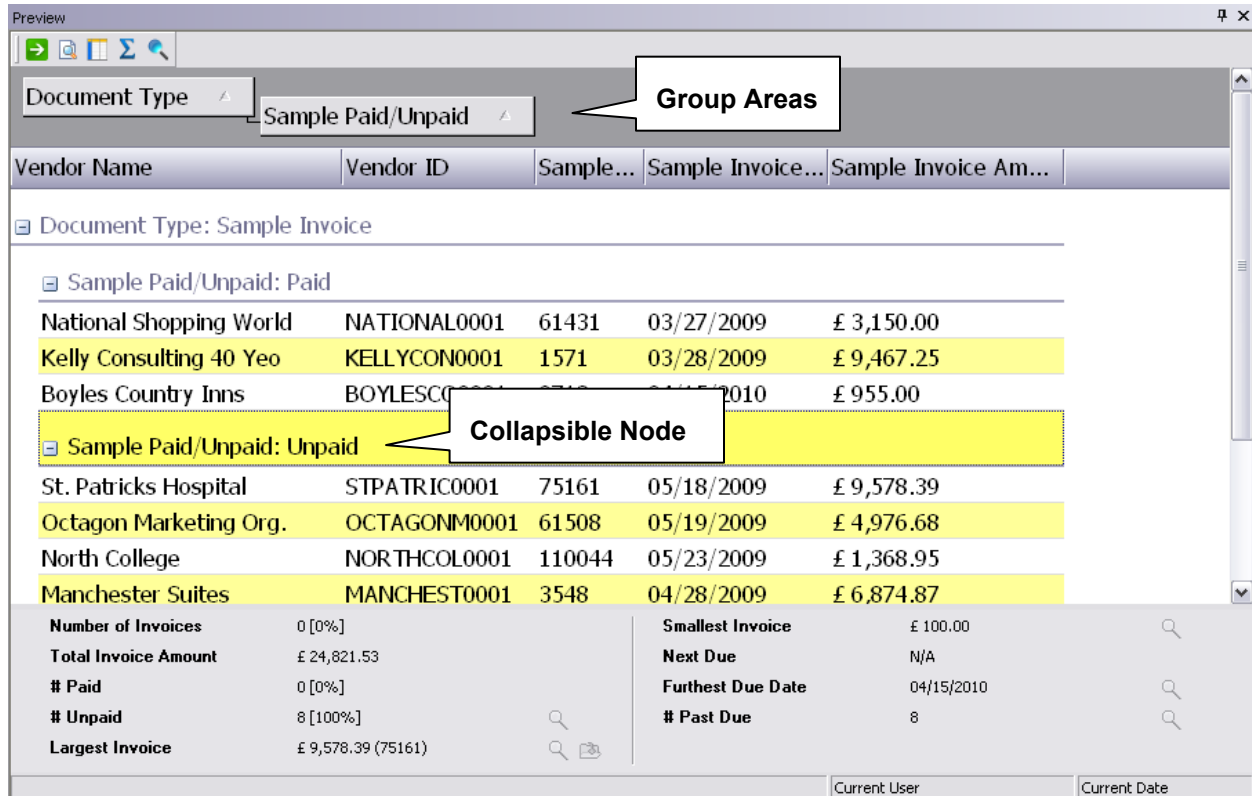 Preview
Document Type
Sample Paid/Unpaid
Group Areas
Vendor Name Vendor ID Sample... Sample Invoice... Sample Invoice Am...
Document Type: Sample Invoice
Sample Paid/Unpaid: Paid
National Shopping World NATIONAL0001 61431 03/27/2009 £ 3,150.00
Kelly Consulting 40 Yeo KELLYCON0001 1571 03/28/2009 £ 9,467.25
Boyles Country Inns £ 955.00
Collapsible Node
Sample Paid/Unpaid: Unpaid
St. Patricks Hospital STPATRIC0001 75161 05/18/2009 £ 9,578.39
Octagon Marketing Org. OCTAGONM0001 61508 05/19/2009 £ 4,976.68
North College NORTHCOL0001 110044 05/23/2009 £ 1,368.95
Manchester Suites MANCHEST0001 3548 04/28/2009 £ 6,874.87
Number of Invoices 0 [0%] Smallest Invoice £ 100.00
Total Invoice Amount £ 24,821.53 Next Due N/A
# Paid 0 [0%] Furthest Due Date 04/15/2010
# Unpaid 8 [100%] # Past Due 8
Largest Invoice £ 9,578.39 (75161)
Current User Current Date